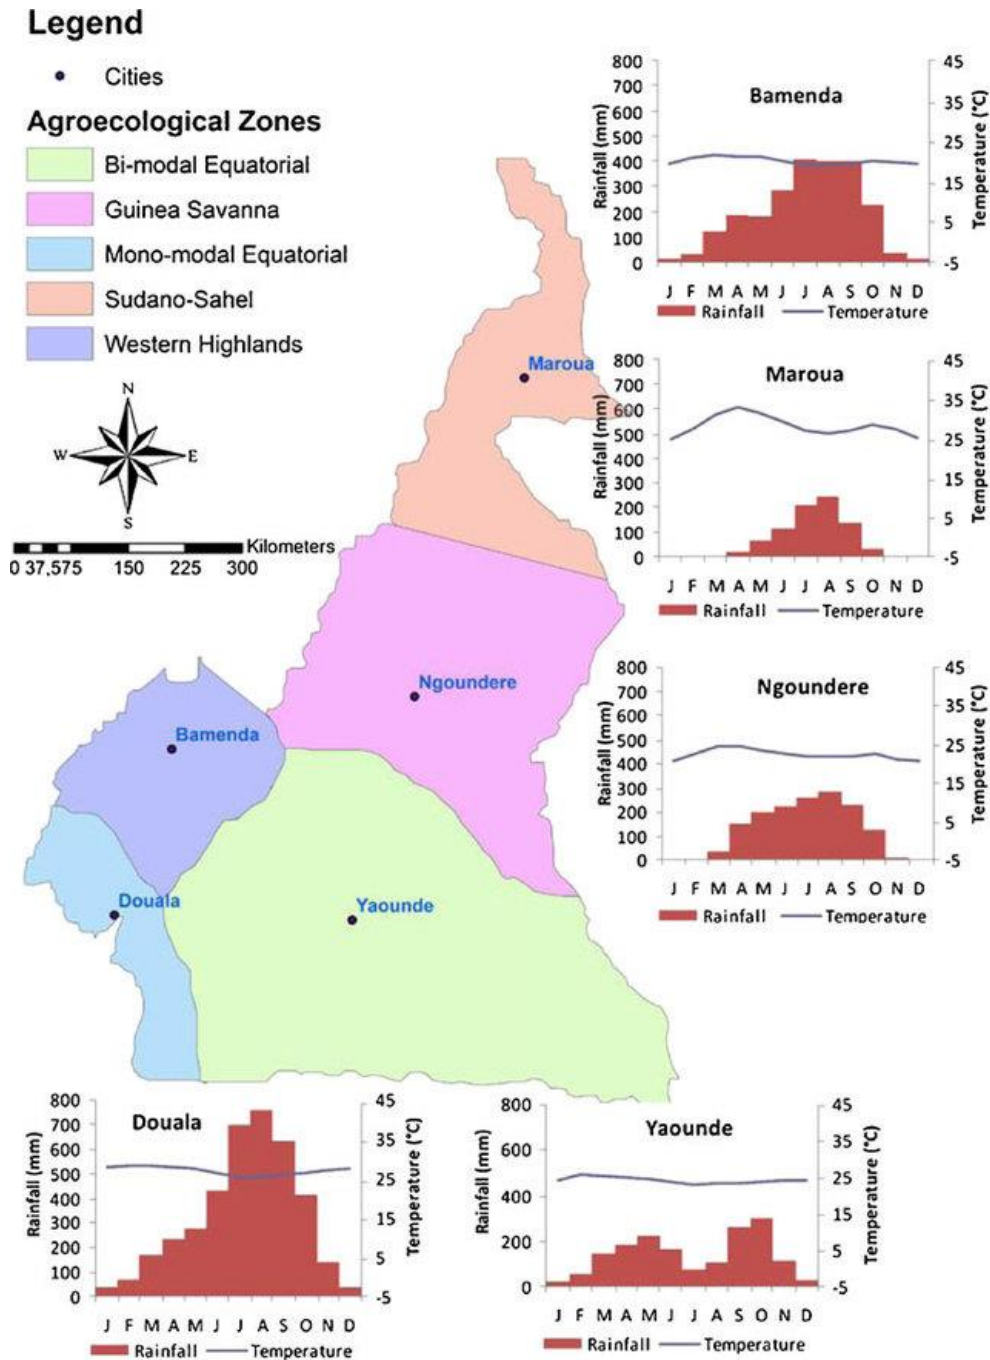 Legend
Cities
Agroecological Zones
Bi-modal Equatorial
Guinea Savanna
Mono-modal Equatorial
Sudano-Sahel
Western Highlands
N
W E
S
Kilometers
0 37,575 150 225 300
Maroua
Ngoundere
Bamenda
Douala
Yaounde
Bamenda
Rainfall (mm)
800
700
600
500
400
300
200
100
0
Temperature (°C)
45
35
25
15
5
-5
J F M A M J J A S O N D
Rainfall Temperature
Maroua
Rainfall (mm)
800
700
600
500
400
300
200
100
0
Temperature (°C)
45
35
25
15
5
-5
J F M A M J J A S O N D
Rainfall Temperature
Ngoundere
Rainfall (mm)
800
700
600
500
400
300
200
100
0
Temperature (°C)
45
35
25
15
5
-5
J F M A M J J A S O N D
Rainfall Temperature
Douala
Rainfall (mm)
800
700
600
500
400
300
200
100
0
Temperature (°C)
45
35
25
15
5
-5
J F M A M J J A S O N D
Rainfall Temperature
Yaounde
Rainfall (mm)
800
600
400
200
0
Temperature (°C)
45
35
25
15
5
-5
J F M A M J J A S O N D
Rainfall Temperature